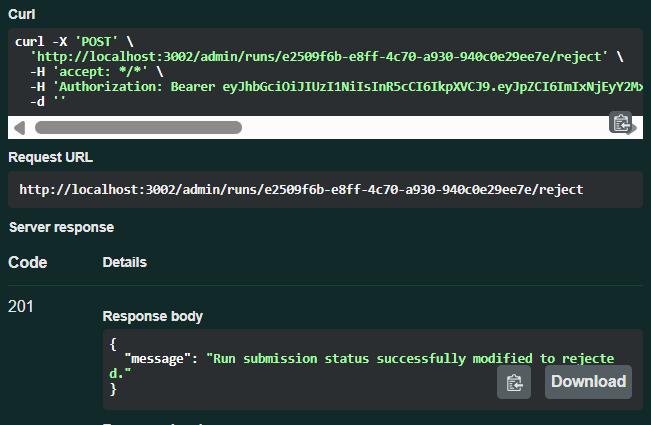 Curl
curl -X 'POST' \
'http://localhost:3002/admin/runs/e2509f6b-e8ff-4c70-a930-940c0e29ee7e/reject' \
-H 'accept: */*' \
-H 'Authorization: Bearer eyJhbGciOiJIUzI1NiIsInR5cCI6IkpXVCJ9.eyJpZCI6ImIxNjEyY2Mx
-d ''
Request URL
http://localhost:3002/admin/runs/e2509f6b-e8ff-4c70-a930-940c0e29ee7e/reject
Server response
Code Details
201
Response body
{
"message": "Run submission status successfully modified to rejecte
d."
}
Download